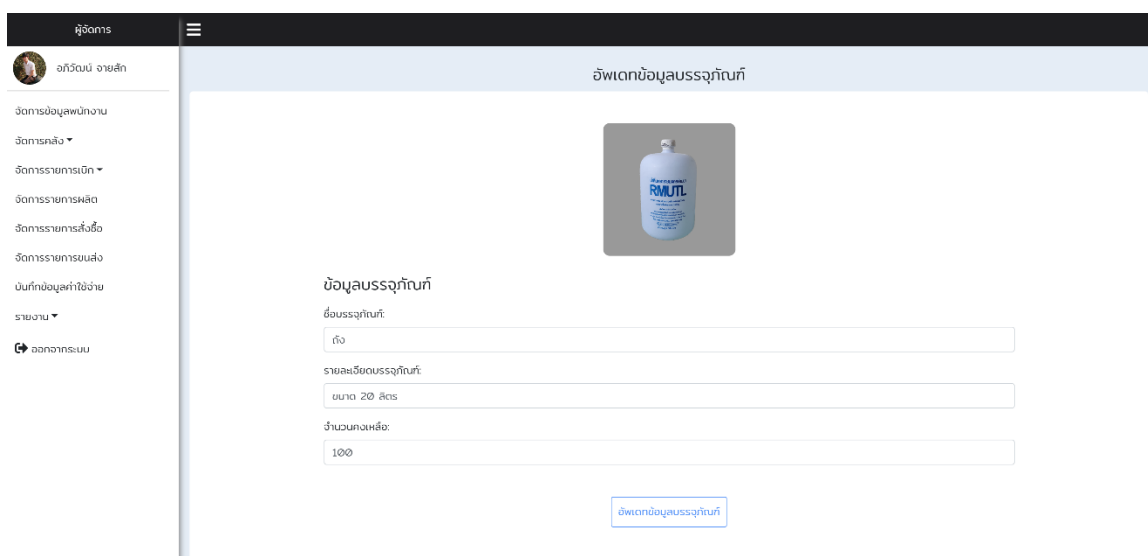 ผู้จัดการ
อภิวัฒน์ อายสัก
จัดการข้อมูลพนักงาน
จัดการคลัง
จัดการรายการเบิก
จัดการรายการผลิต
จัดการรายการสั่งซื้อ
จัดการรายการขนส่ง
บันทึกข้อมูลค่าใช้จ่าย
รายงาน
ออกจากระบบ
อัพเดทข้อมูลบรรจุภัณฑ์
RMUTL
ข้อมูลบรรจุภัณฑ์
ชื่อบรรจุภัณฑ์:
ถัง
รายละเอียดบรรจุภัณฑ์:
ขนาด 20 ลิตร
จำนวนคงเหลือ:
100
อัพเดทข้อมูลบรรจุภัณฑ์